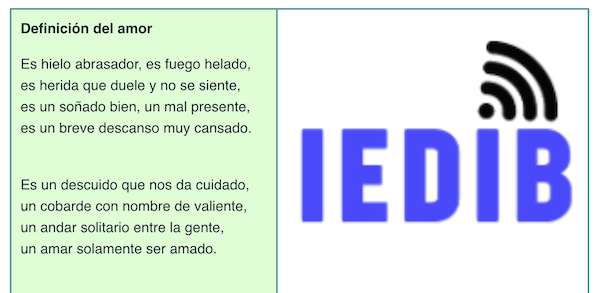 Definición del amor
Es hielo abrasador, es fuego helado,
es herida que duele y no se siente,
es un soñado bien, un mal presente,
es un breve descanso muy cansado.
Es un descuido que nos da cuidado,
un cobarde con nombre de valiente,
un andar solitario entre la gente,
un amar solamente ser amado.
IEDIB